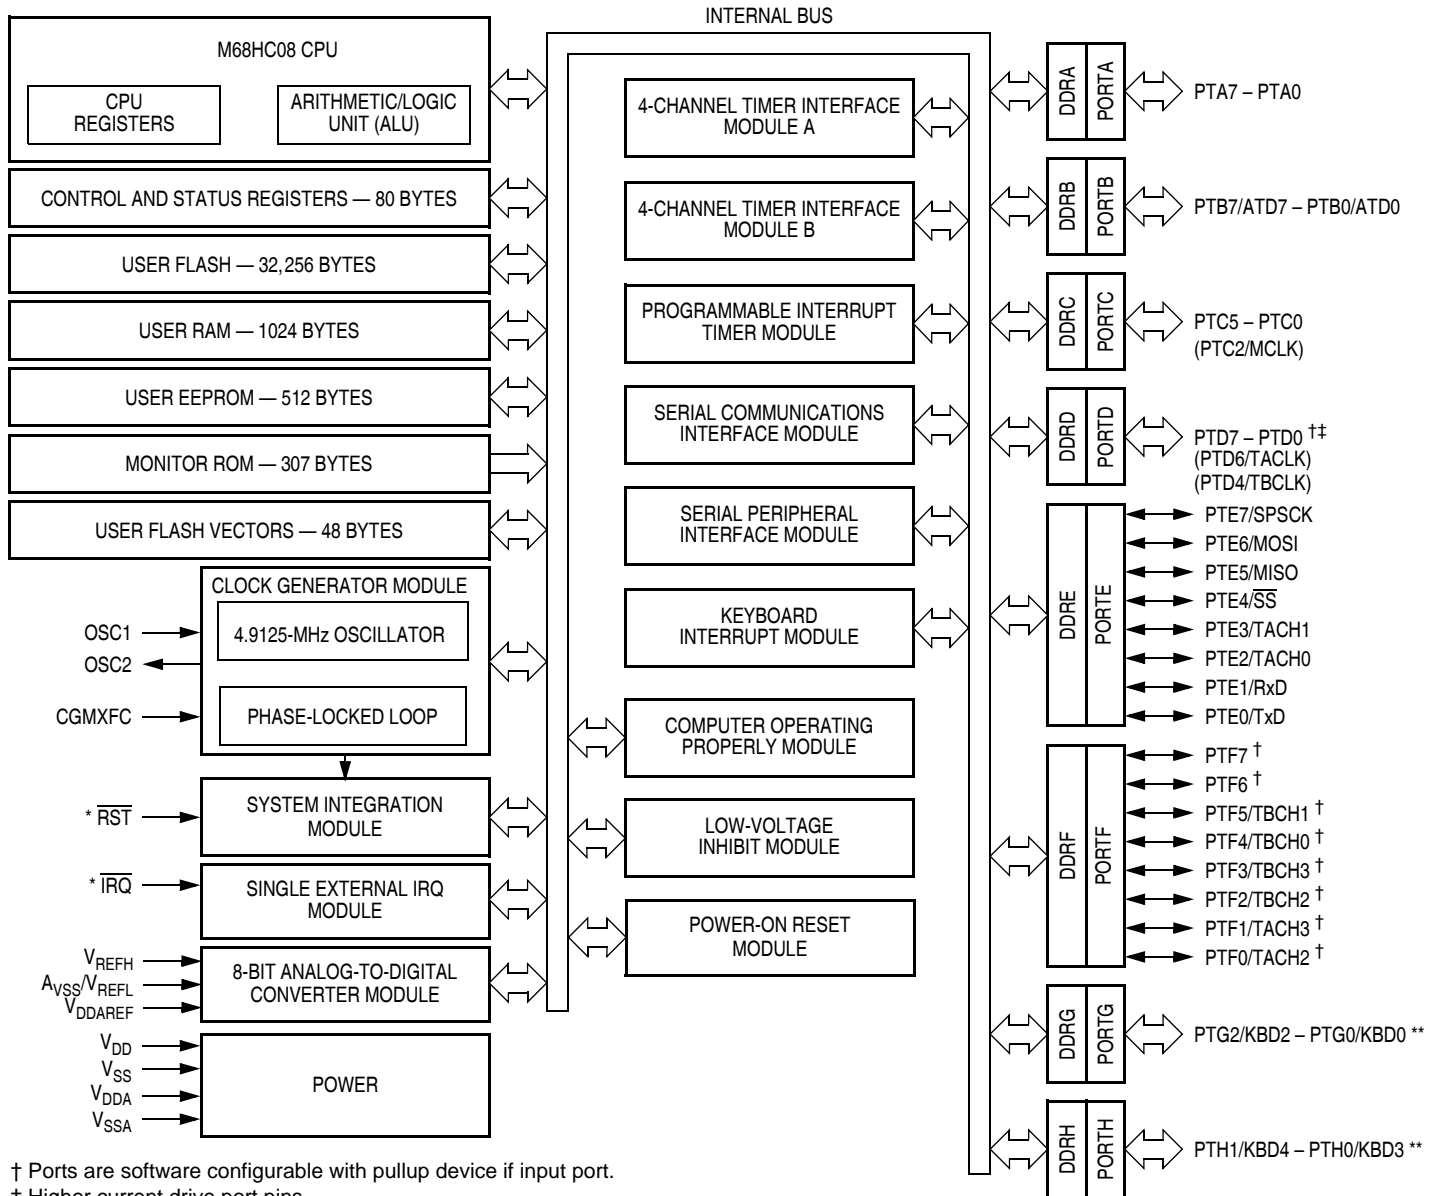 INTERNAL BUS
M68HC08 CPU
CPU
REGISTERS
ARITHMETIC/LOGIC
UNIT (ALU)
CONTROL AND STATUS REGISTERS — 80 BYTES
USER FLASH — 32,256 BYTES
USER RAM — 1024 BYTES
USER EEPROM — 512 BYTES
MONITOR ROM — 307 BYTES
USER FLASH VECTORS — 48 BYTES
CLOCK GENERATOR MODULE
4.9125-MHz OSCILLATOR
PHASE-LOCKED LOOP
OSC1
OSC2
CGMXFC
SYSTEM INTEGRATION
MODULE
* RST
SINGLE EXTERNAL IRQ
MODULE
* IRQ
8-BIT ANALOG-TO-DIGITAL
CONVERTER MODULE
VREFH
AVSS/VREFL
VDDAREF
POWER
VDD
VSS
VDDA
VSSA
4-CHANNEL TIMER INTERFACE
MODULE A
4-CHANNEL TIMER INTERFACE
MODULE B
PROGRAMMABLE INTERRUPT
TIMER MODULE
SERIAL COMMUNICATIONS
INTERFACE MODULE
SERIAL PERIPHERAL
INTERFACE MODULE
KEYBOARD
INTERRUPT MODULE
COMPUTER OPERATING
PROPERLY MODULE
LOW-VOLTAGE
INHIBIT MODULE
POWER-ON RESET
MODULE
DDRA
PORTA
PTA7 – PTA0
DDRB
PORTB
PTB7/ATD7 – PTB0/ATD0
DDRC
PORTC
PTC5 – PTC0
(PTC2/MCLK)
DDRD
PORTD
PTD7 – PTD0 †‡
(PTD6/TACLK)
(PTD4/TBCLK)
DDRE
PORTE
PTE7/SPSCK
PTE6/MOSI
PTE5/MISO
PTE4/SS
PTE3/TACH1
PTE2/TACH0
PTE1/RxD
PTE0/TxD
DDRF
PORTF
PTF7 †
PTF6 †
PTF5/TBCH1 †
PTF4/TBCH0 †
PTF3/TBCH3 †
PTF2/TBCH2 †
PTF1/TACH3 †
PTF0/TACH2 †
DDRG
PORTG
PTG2/KBD2 – PTG0/KBD0 **
DDRH
PORTH
PTH1/KBD4 – PTH0/KBD3 **
† Ports are software configurable with pullup device if input port.
‡ Higher current drive port pins